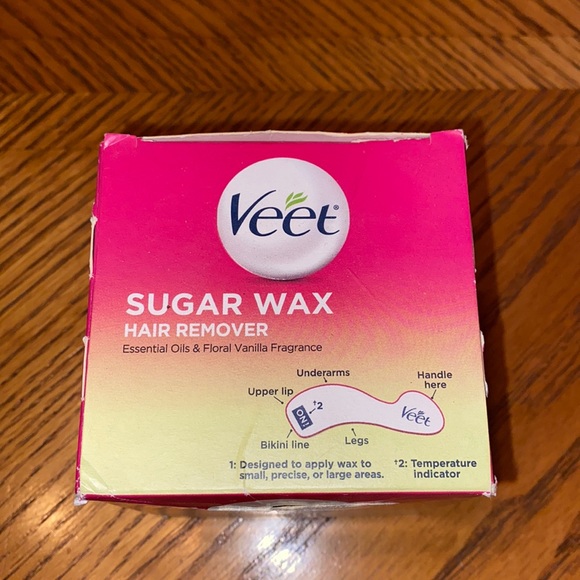 Veet®
SUGAR WAX
HAIR REMOVER
Essential Oils & Floral Vanilla Fragrance
Underarms
Handle
here
Upper lip
†2
ON!
Veet
Bikini line
Legs
1: Designed to apply wax to
small, precise, or large areas.
†2: Temperature
indicator